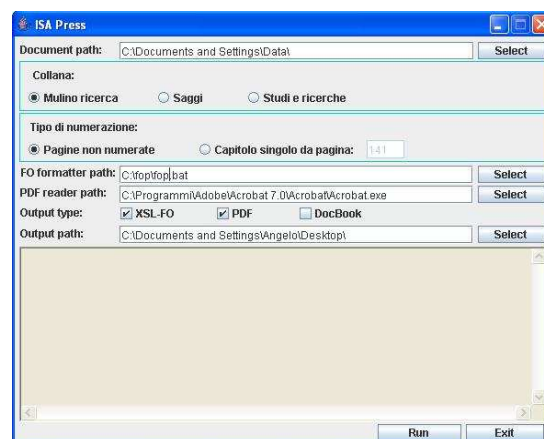 ISA Press
Document path: C:\Documents and Settings\Data\ Select
Collana:
Mulino ricerca Saggi Studi e ricerche
Tipo di numerazione:
Pagine non numerate Capitolo singolo da pagina: 141
FO formatter path: C:\fop\fop.bat Select
PDF reader path: C:\Programmi\Adobe\Acrobat 7.0\Acrobat\Acrobat.exe Select
Output type: XSL-FO PDF DocBook
Output path: C:\Documents and Settings\Angelo\Desktop\ Select
Run Exit